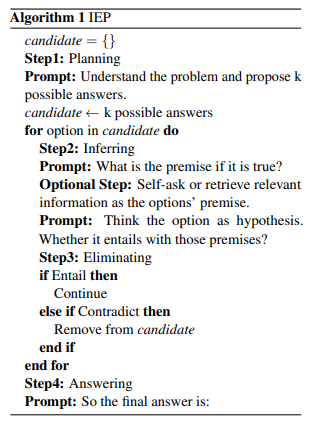 Algorithm 1 IEP
candidate = {}
Step1: Planning
Prompt: Understand the problem and propose k
possible answers.
candidate ← k possible answers
for option in candidate do
Step2: Inferring
Prompt: What is the premise if it is true?
Optional Step: Self-ask or retrieve relevant
information as the options' premise.
Prompt: Think the option as hypothesis.
Whether it entails with those premises?
Step3: Eliminating
if Entail then
Continue
else if Contradict then
Remove from candidate
end if
end for
Step4: Answering
Prompt: So the final answer is: